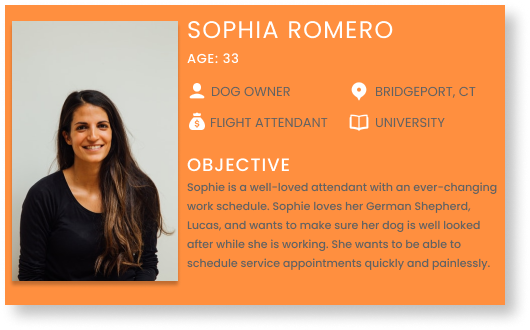 SOPHIA ROMERO
AGE: 33
DOG OWNER
BRIDGEPORT, CT
FLIGHT ATTENDANT
UNIVERSITY
OBJECTIVE
Sophie is a well-loved attendant with an ever-changing
work schedule. Sophie loves her German Shepherd,
Lucas, and wants to make sure her dog is well looked
after while she is working. She wants to be able to
schedule service appointments quickly and painlessly.